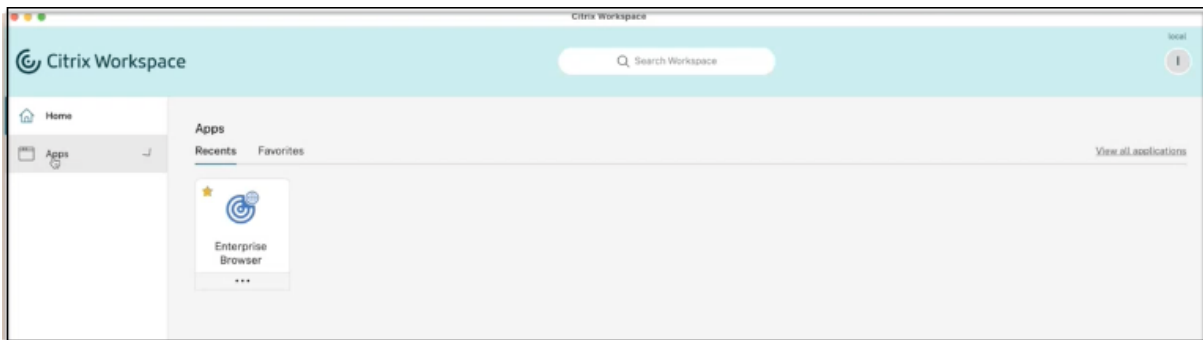 Citrix Workspace
local
Citrix Workspace
Search Workspace
I
Home
Apps
Apps
Recents Favorites
View all applications
Enterprise
Browser